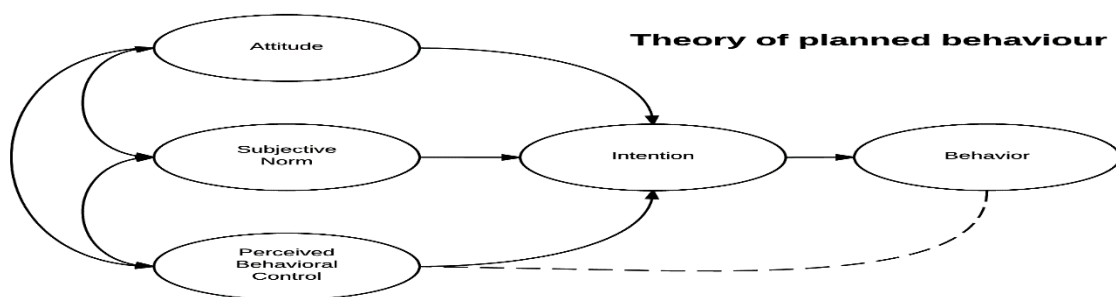 Attitude
Theory of planned behaviour
Subjective
Norm
Intention
Behavior
Perceived
Behavioral
Control